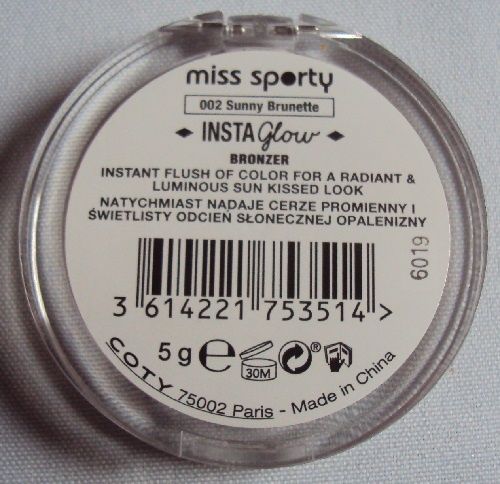 miss sporty
002 Sunny Brunette
INSTA Glow
BRONZER
INSTANT FLUSH OF COLOR FOR A RADIANT &
LUMINOUS SUN KISSED LOOK
NATYCHMIAST NADAJE CERZE PROMIENNY I
ŚWIETLISTY ODCIEŃ SŁONECZNEJ OPALENIZNY
6019
3 614221 753514 >
5 g e 30M ®
COTY 75002 Paris - Made in China